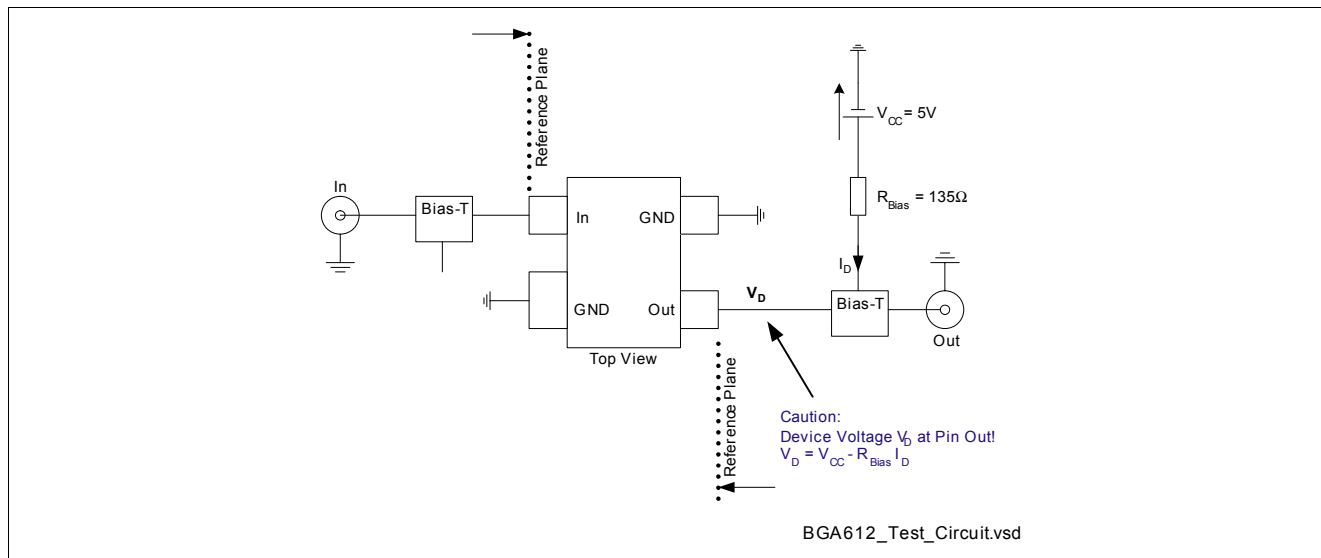 Reference Plane
V_CC = 5V
R_Bias = 135Ω
In
Bias-T
In
GND
I_D
GND
Out
V_D
Bias-T
Out
Top View
Reference Plane
Caution:
Device Voltage V_D at Pin Out!
V_D = V_CC - R_Bias I_D
BGA612_Test_Circuit.vsd